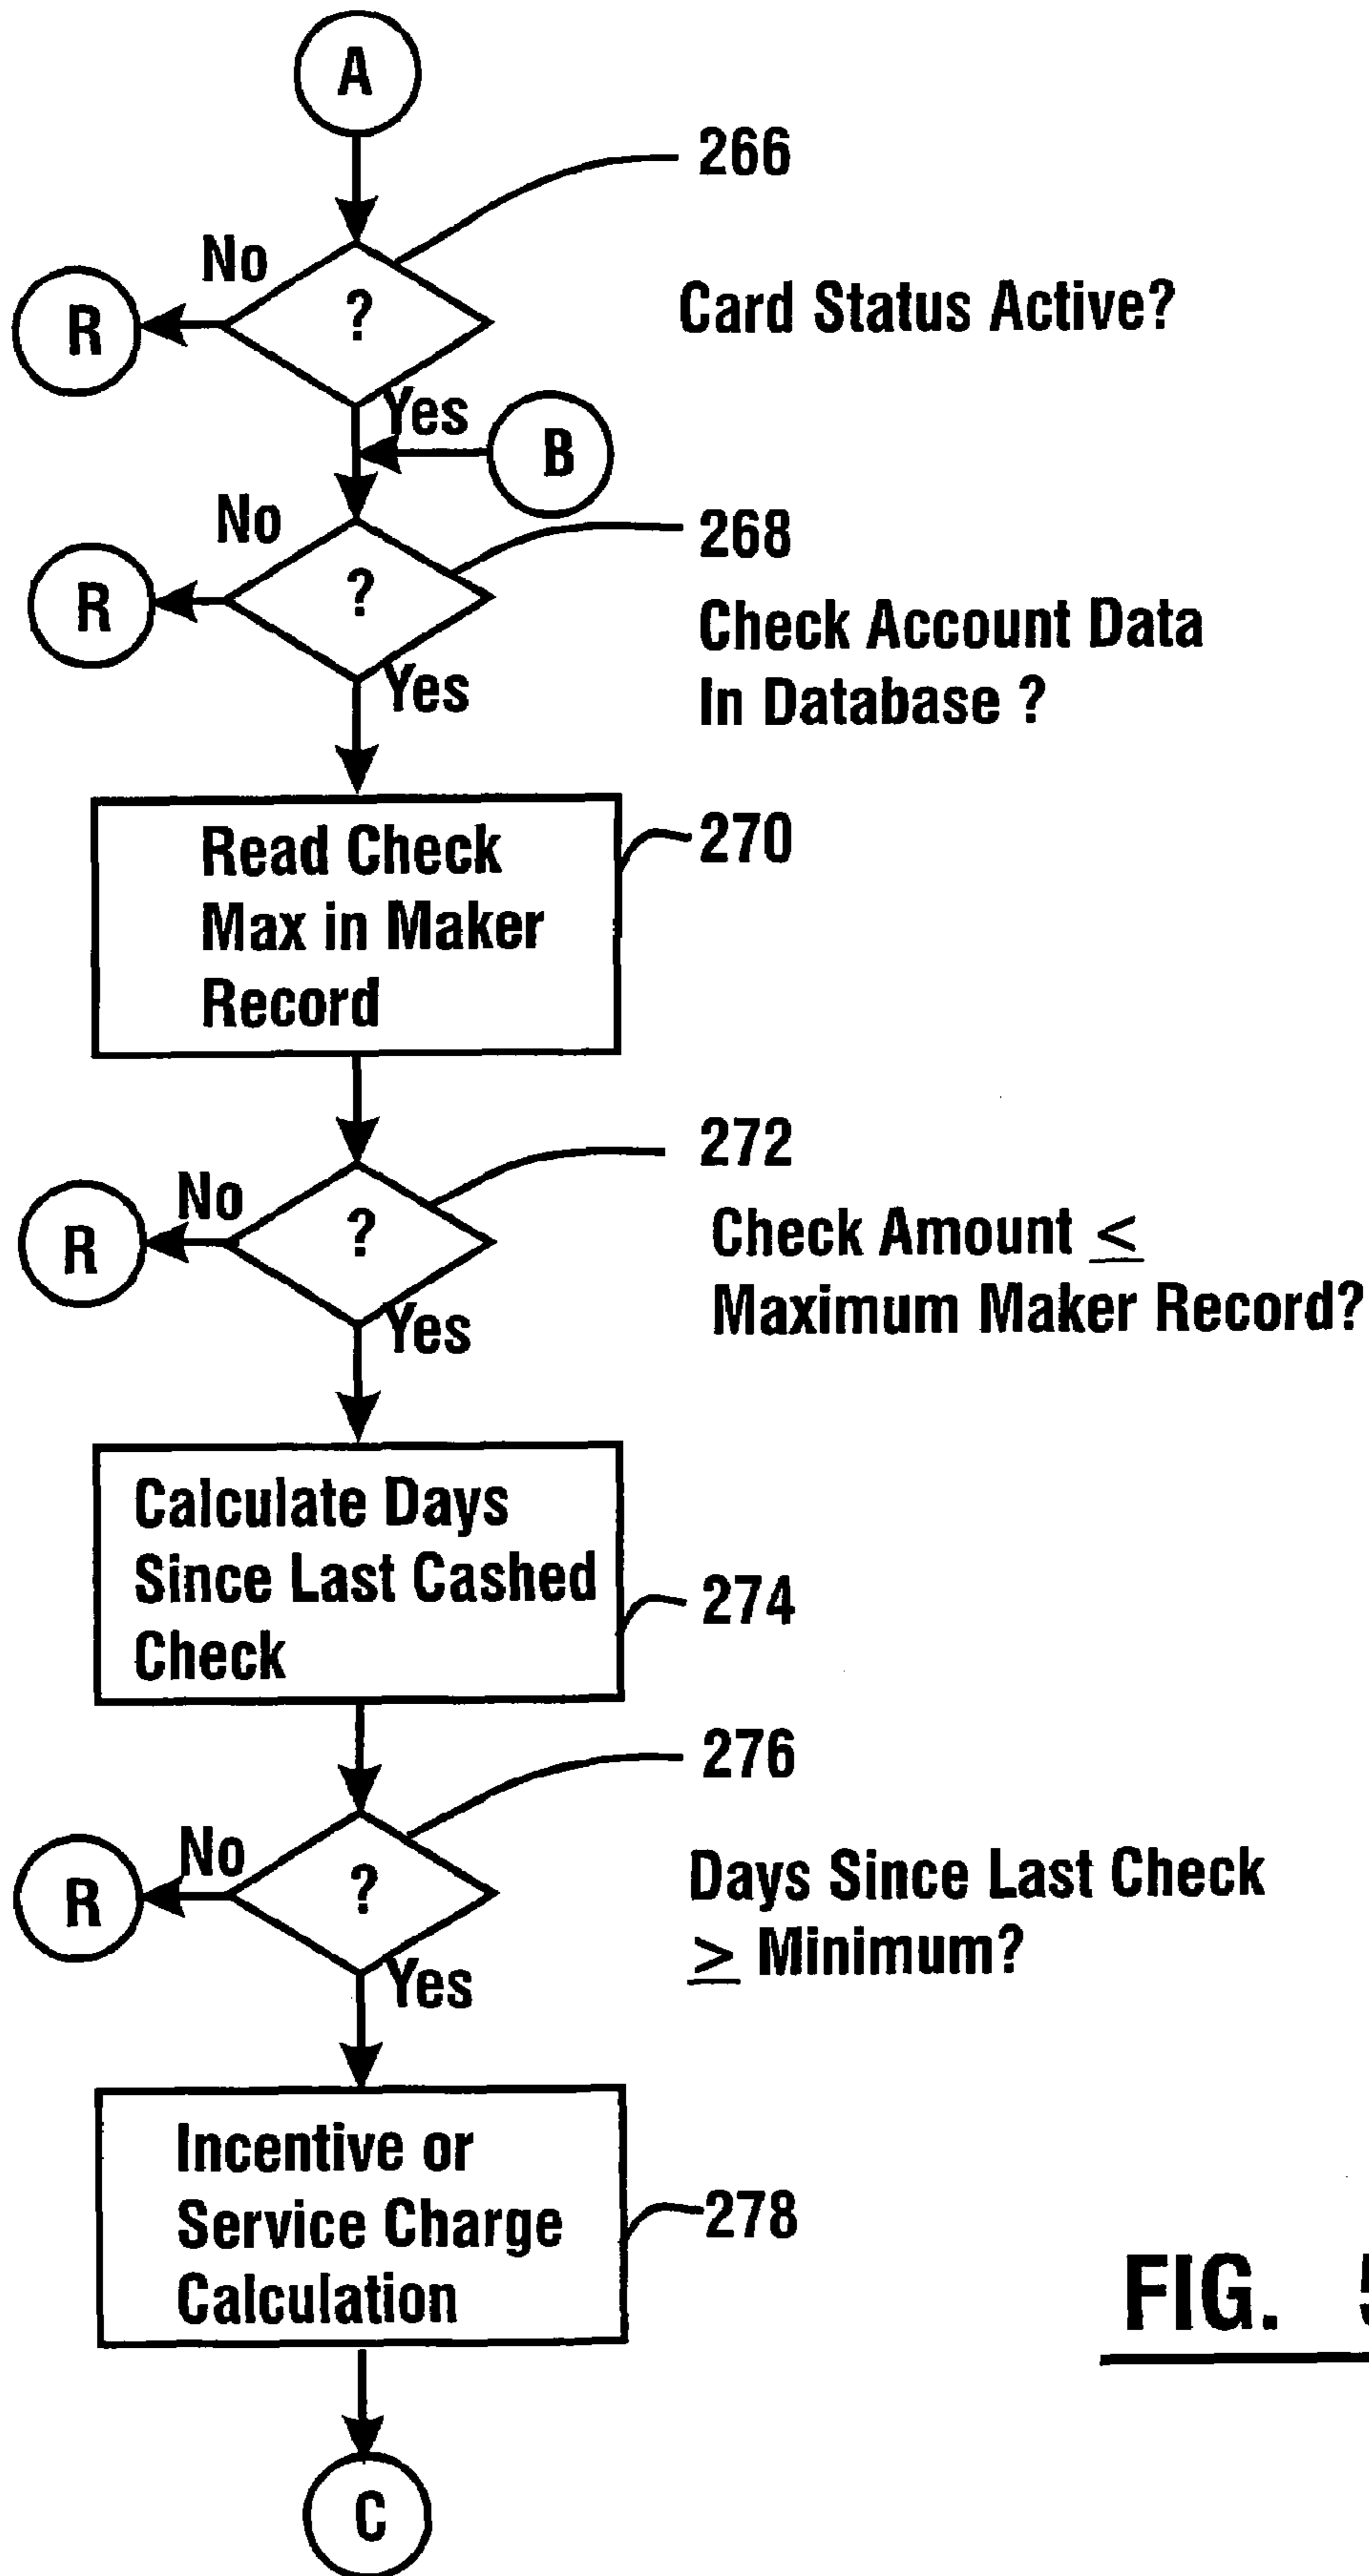 A
266
No
?
R
Card Status Active?
Yes
B
No
268
?
R
Check Account Data
In Database ?
Yes
Read Check
Max in Maker
Record
270
272
No
?
R
Check Amount ≤
Maximum Maker Record?
Yes
Calculate Days
Since Last Cashed
Check
274
276
No
?
R
Days Since Last Check
≥ Minimum?
Yes
Incentive or
Service Charge
Calculation
278
FIG.
C